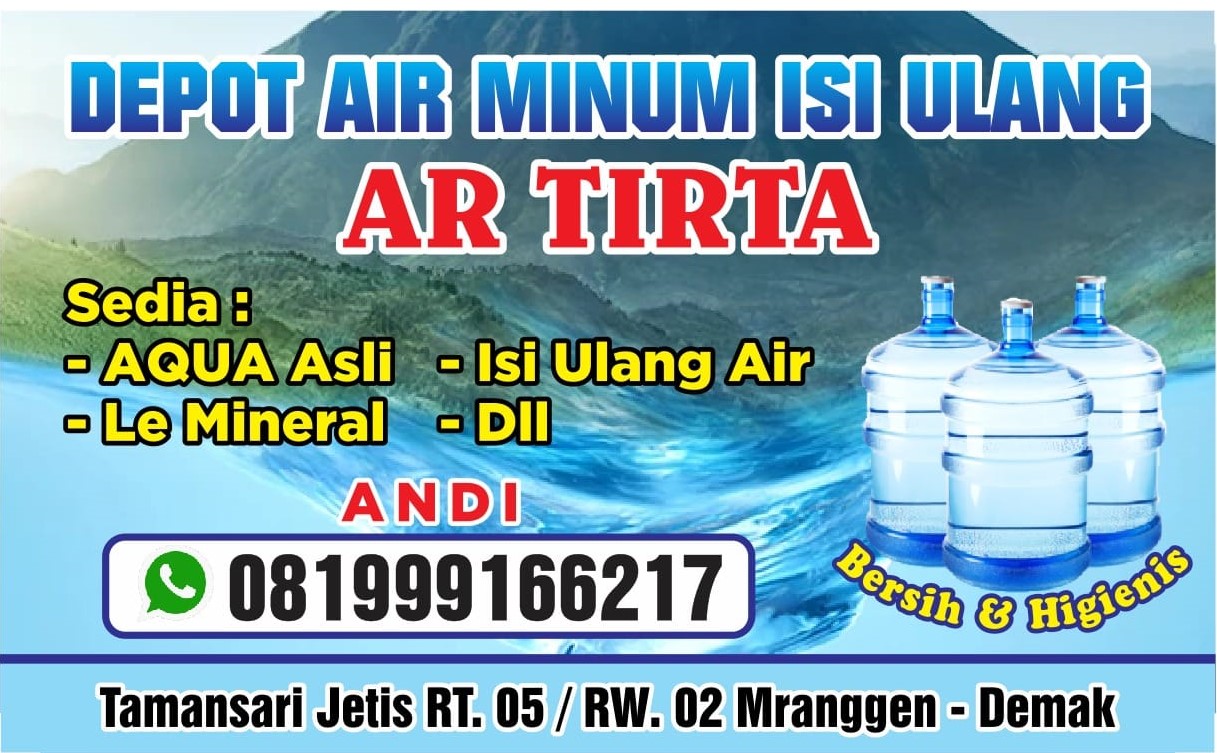 DEPOT AIR MINUM ISI ULANG
AR TIRTA
Sedia :
- AQUA Asli - Isi Ulang Air
- Le Mineral - Dll
ANDI
081999166217
Bersih & Higienis
Tamansari Jetis RT. 05 / RW. 02 Mranggen - Demak